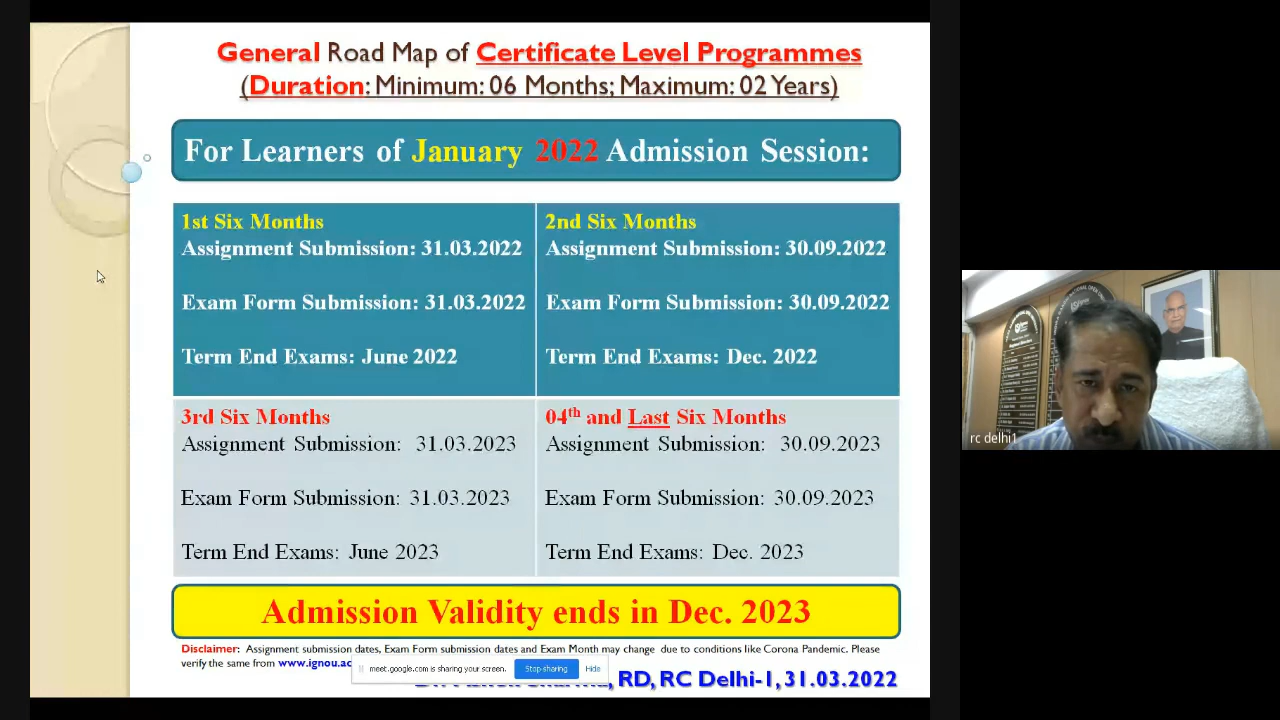 General Road Map of Certificate Level Programmes
(Duration: Minimum: 06 Months; Maximum: 02 Years)
For Learners of January 2022 Admission Session:
1st Six Months
Assignment Submission: 31.03.2022
Exam Form Submission: 31.03.2022
Term End Exams: June 2022
2nd Six Months
Assignment Submission: 30.09.2022
Exam Form Submission: 30.09.2022
Term End Exams: Dec. 2022
3rd Six Months
Assignment Submission: 31.03.2023
Exam Form Submission: 31.03.2023
Term End Exams: June 2023
04th and Last Six Months
Assignment Submission: 30.09.2023
Exam Form Submission: 30.09.2023
Term End Exams: Dec. 2023
Admission Validity ends in Dec. 2023
Disclaimer: Assignment submission dates, Exam Form submission dates and Exam Month may change due to conditions like Corona Pandemic. Please
verify the same from www.ignou.ac
meet.google.com is sharing your screen. Stop sharing Hide
RD, RC Delhi-1, 31.03.2022
rc delhi1